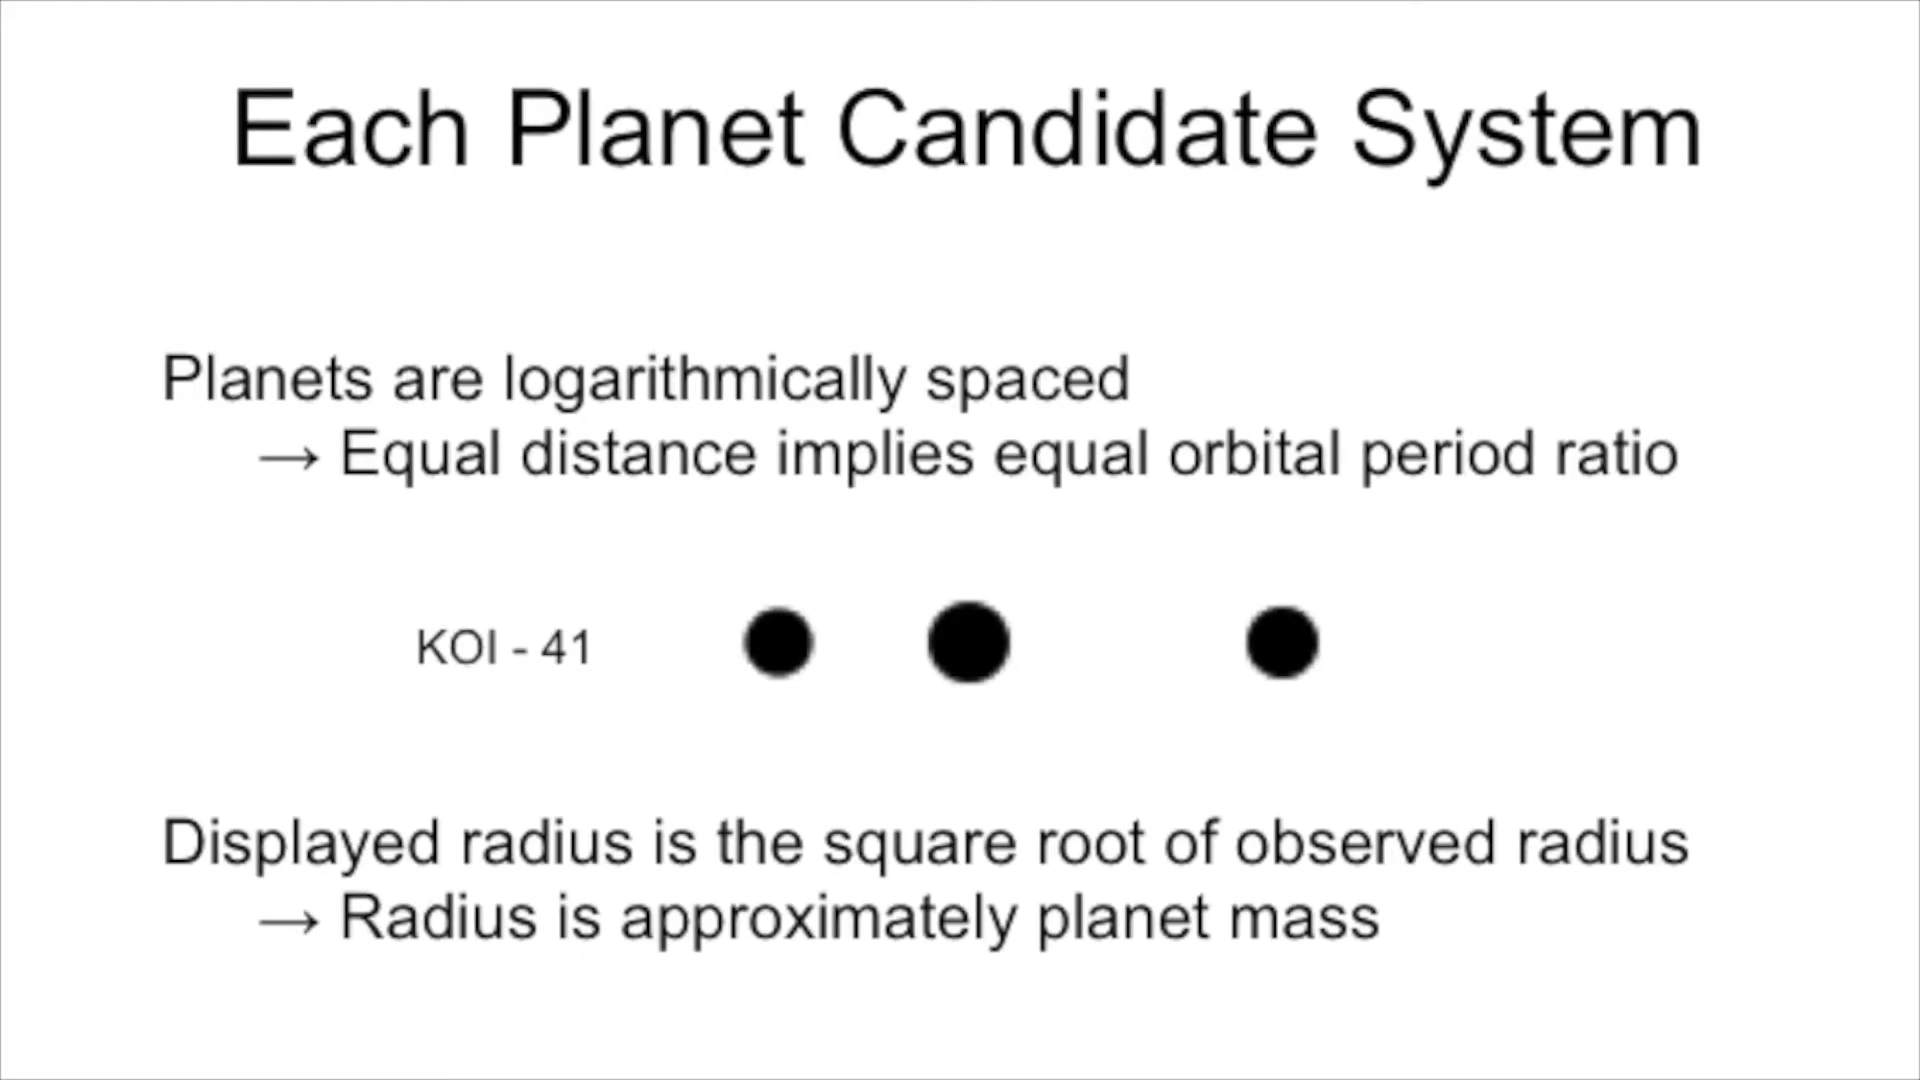 Each Planet Candidate System
Planets are logarithmically spaced
→ Equal distance implies equal orbital period ratio
KOI - 41
Displayed radius is the square root of observed radius
→ Radius is approximately planet mass